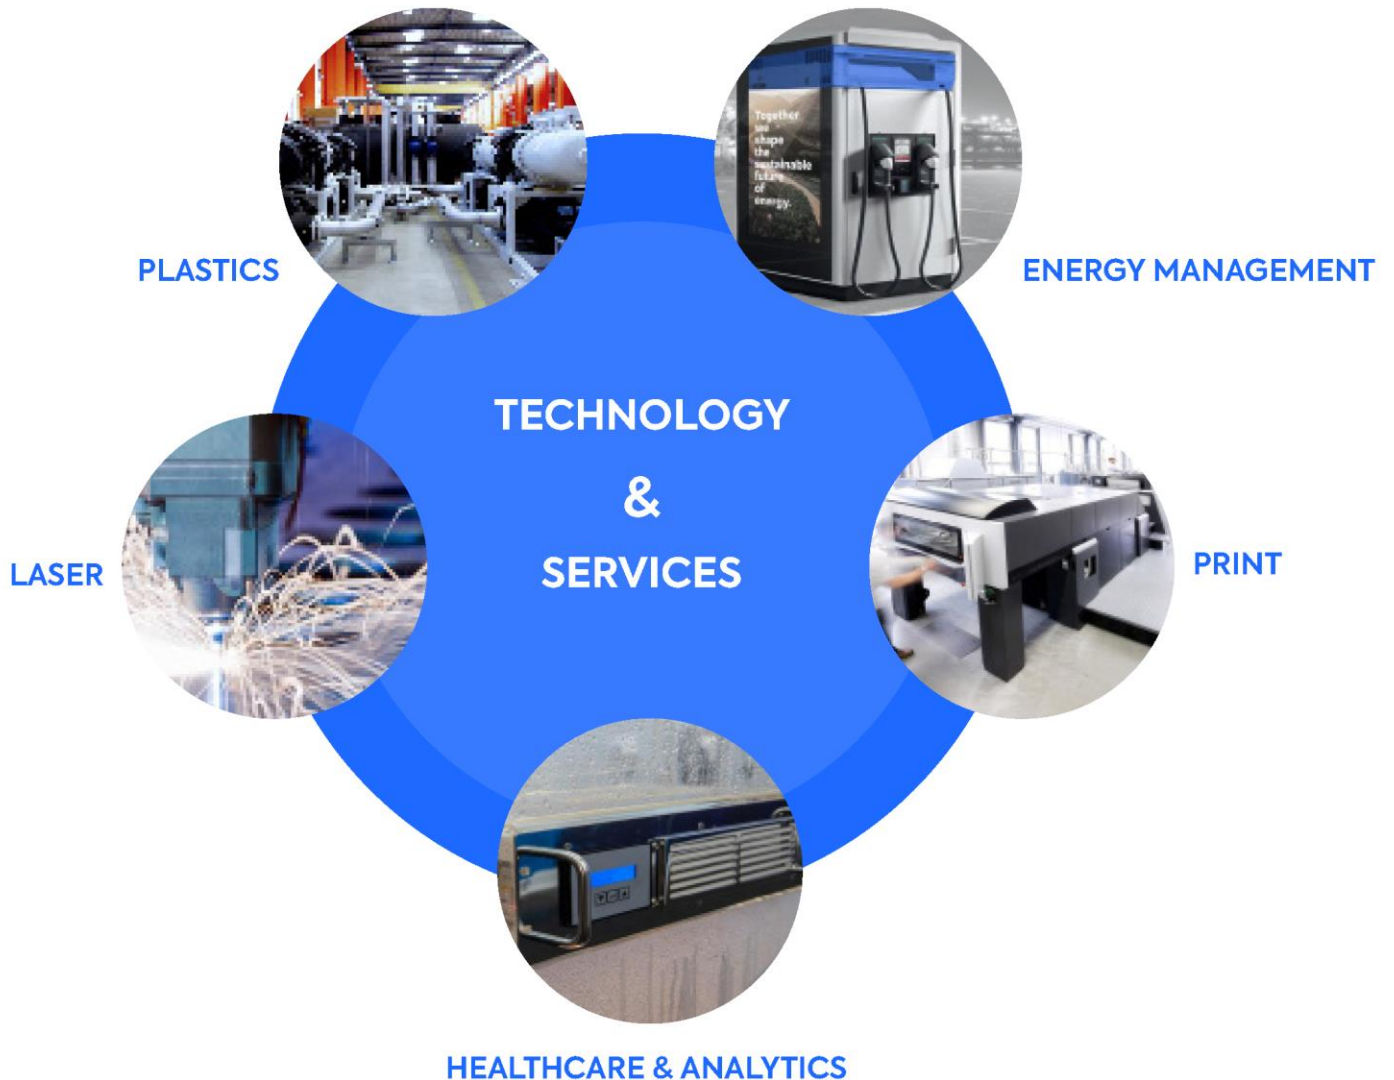 Together
we
shape
the
sustainable
future
of
energy.
PLASTICS
ENERGY MANAGEMENT
TECHNOLOGY
&
SERVICES
LASER
PRINT
HEALTHCARE & ANALYTICS